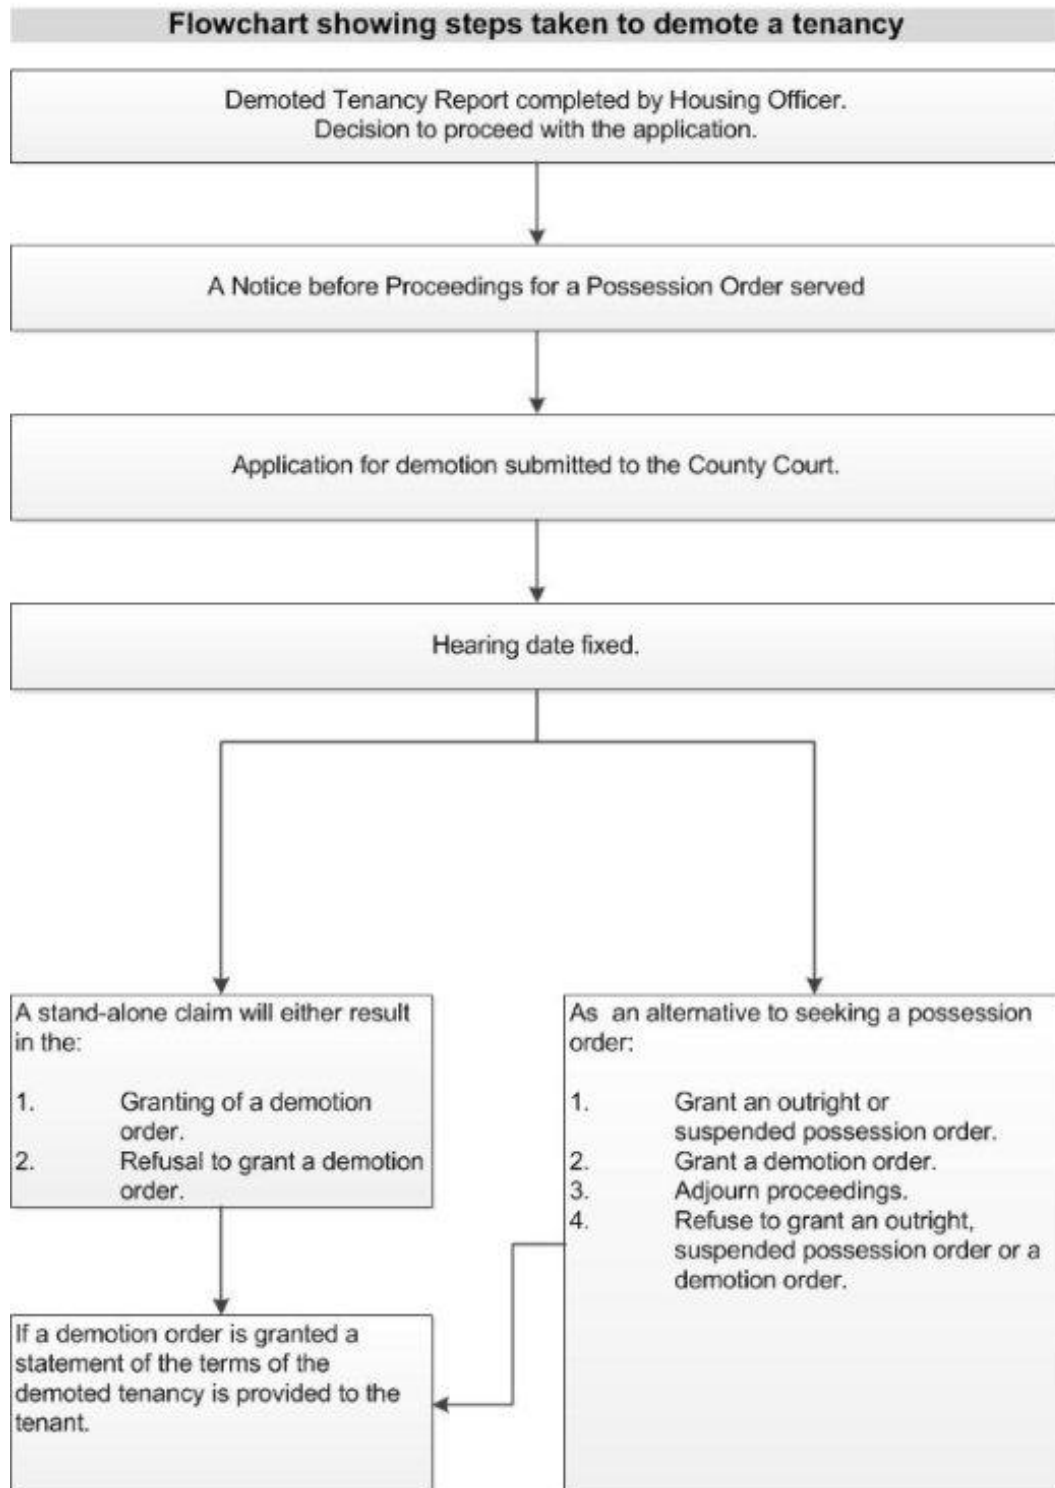 Flowchart showing steps taken to demote a tenancy
Demoted Tenancy Report completed by Housing Officer.
Decision to proceed with the application.
A Notice before Proceedings for a Possession Order served
Application for demotion submitted to the County Court.
Hearing date fixed.
A stand-alone claim will either result
in the:
1. Granting of a demotion
order.
2. Refusal to grant a demotion
order.
As an alternative to seeking a possession
order:
1. Grant an outright or
suspended possession order.
2. Grant a demotion order.
3. Adjourn proceedings.
4. Refuse to grant an outright,
suspended possession order or a
demotion order.
If a demotion order is granted a
statement of the terms of the
demoted tenancy is provided to the
tenant.